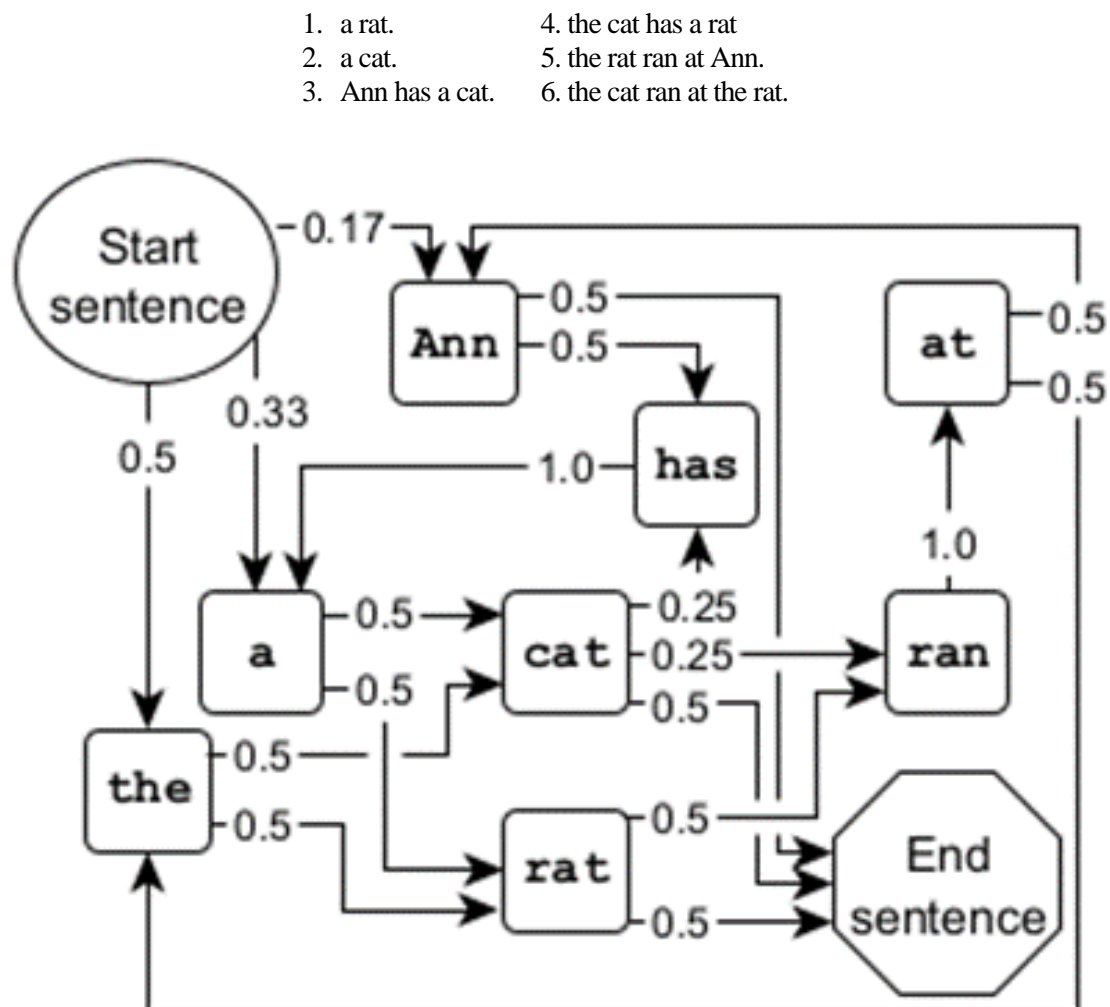 1. a rat.
2. a cat.
3. Ann has a cat.
4. the cat has a rat
5. the rat ran at Ann.
6. the cat ran at the rat.
Start
sentence
0.17
Ann
0.5
0.5
at
0.5
0.5
0.33
0.5
has
1.0
1.0
a
0.5
0.5
cat
0.25
0.25
0.5
ran
the
0.5
0.5
rat
0.5
0.5
End
sentence